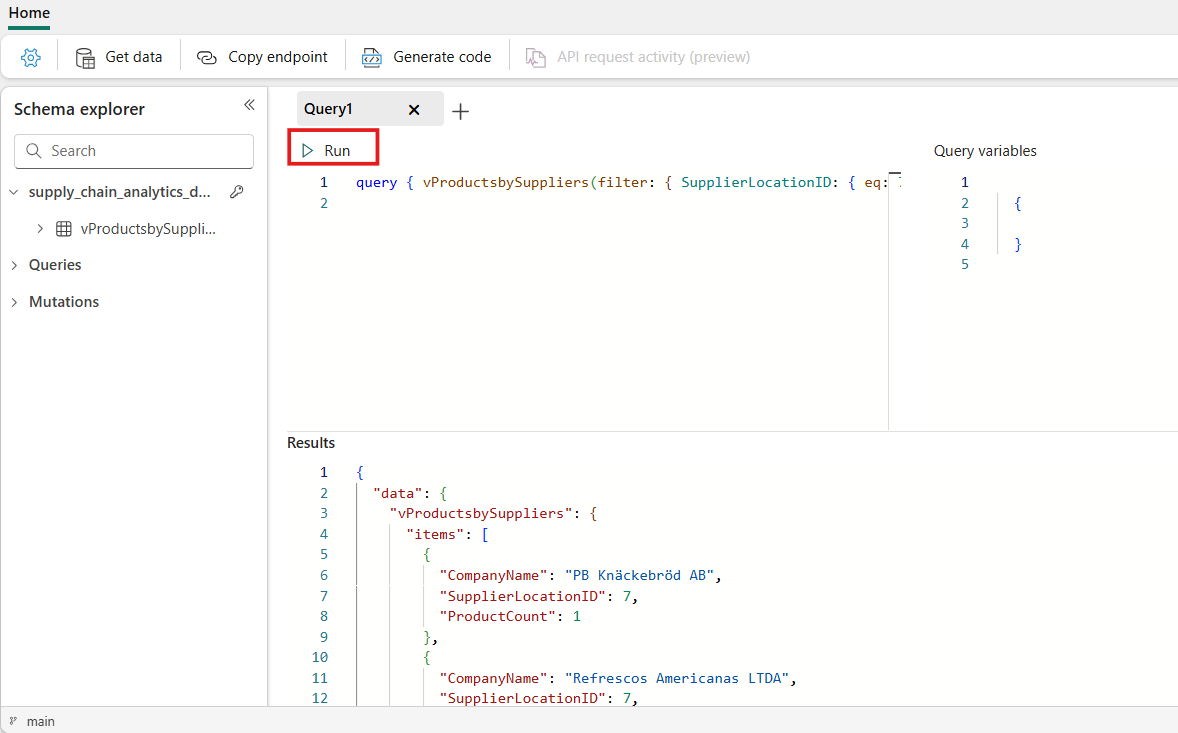 Home
Get data
Copy endpoint
Generate code
API request activity (preview)
Schema explorer
Search
supply_chain_analytics_d...
vProductsbySuppli...
Queries
Mutations
Query1
Run
1 query { vProductsbySuppliers(filter: { SupplierLocationID: { eq:
2
Query variables
1
2 {
3
4 }
5
Results
1 {
2 "data": {
3 "vProductsbySuppliers": {
4 "items": [
5 {
6 "CompanyName": "PB Knäckebröd AB",
7 "SupplierLocationID": 7,
8 "ProductCount": 1
9 },
10 {
11 "CompanyName": "Refrescos Americanas LTDA",
12 "SupplierLocationID": 7,
main